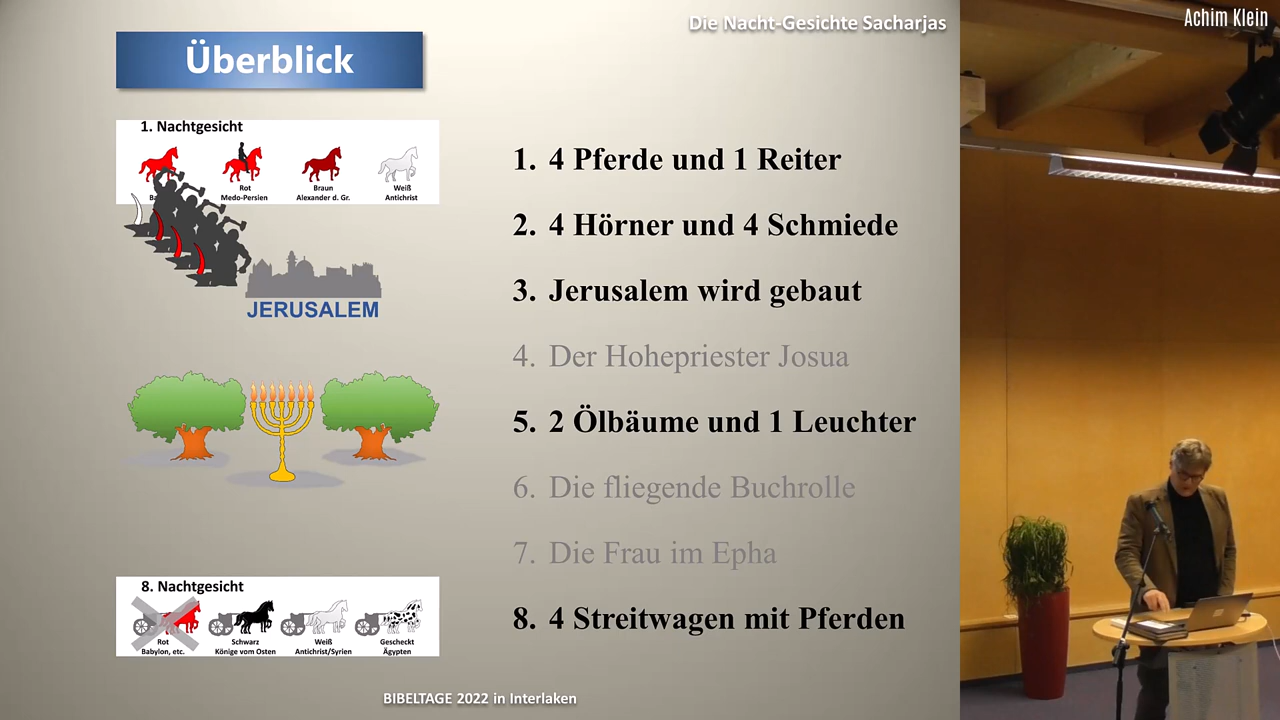 Die Nacht-Gesichte Sacharjas
Achim Klein
Überblick
1. Nachtgesicht
Rot
Medo-Persien
Braun
Alexander d. Gr.
Weiß
Antichrist
JERUSALEM
1. 4 Pferde und 1 Reiter
2. 4 Hörner und 4 Schmiede
3. Jerusalem wird gebaut
4. Der Hohepriester Josua
5. 2 Ölbäume und 1 Leuchter
6. Die fliegende Buchrolle
7. Die Frau im Epha
8. 4 Streitwagen mit Pferden
8. Nachtgesicht
Rot
Babylon, etc.
Schwarz
Könige vom Osten
Weiß
Antichrist/Syrien
Gescheckt
Ägypten
BIBELTAGE 2022 in Interlaken